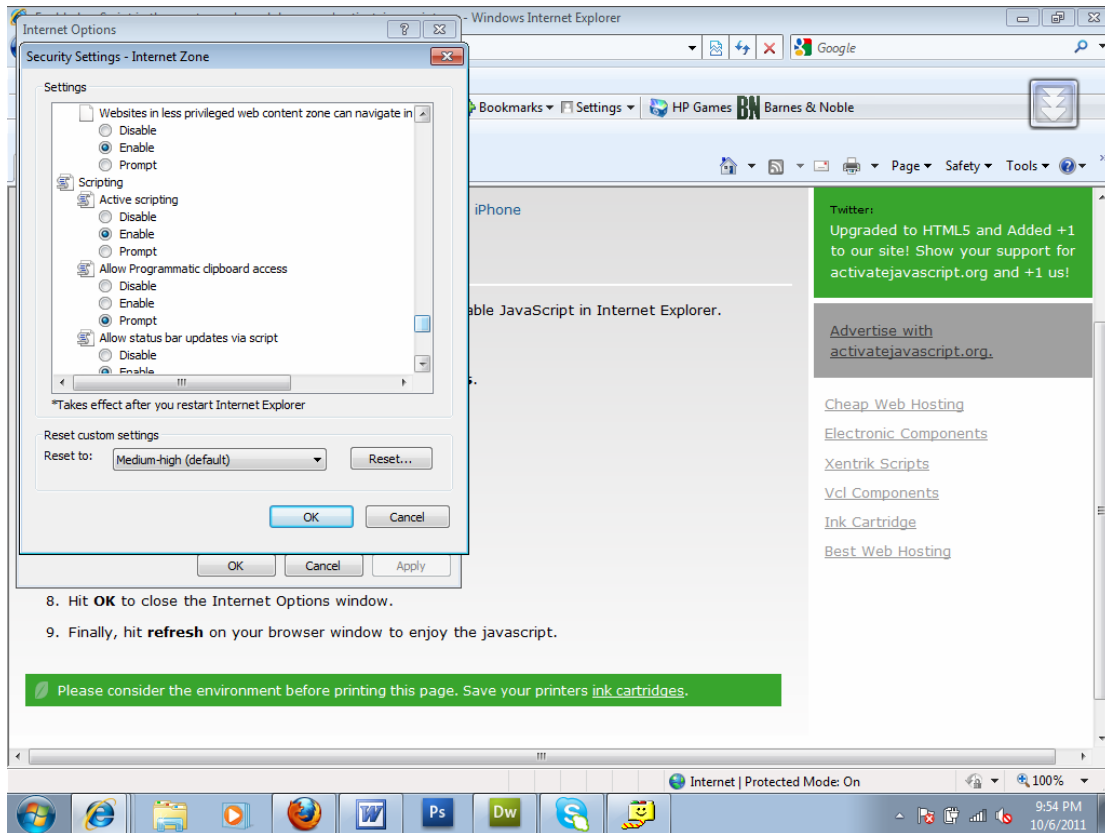 - Windows Internet Explorer
Internet Options
Security Settings - Internet Zone
Google
Settings
Bookmarks Settings HP Games BN Barnes & Noble
Websites in less privileged web content zone can navigate in
Disable
Enable
Prompt
Page Safety Tools
Scripting
Active scripting
Disable
Enable
Prompt
Allow Programmatic clipboard access
Disable
Enable
Prompt
Allow status bar updates via script
Disable
Enable
*Takes effect after you restart Internet Explorer
Reset custom settings
Reset to: Medium-high (default) Reset...
OK Cancel
OK Cancel Apply
iPhone
able JavaScript in Internet Explorer.
s.
8. Hit OK to close the Internet Options window.
9. Finally, hit refresh on your browser window to enjoy the javascript.
Please consider the environment before printing this page. Save your printers ink cartridges.
Twitter:
Upgraded to HTML5 and Added +1
to our site! Show your support for
activatejavascript.org and +1 us!
Advertise with
activatejavascript.org.
Cheap Web Hosting
Electronic Components
Xentrik Scripts
Vcl Components
Ink Cartridge
Best Web Hosting
Internet | Protected Mode: On 100%
W Ps Dw S
9:54 PM
10/6/2011